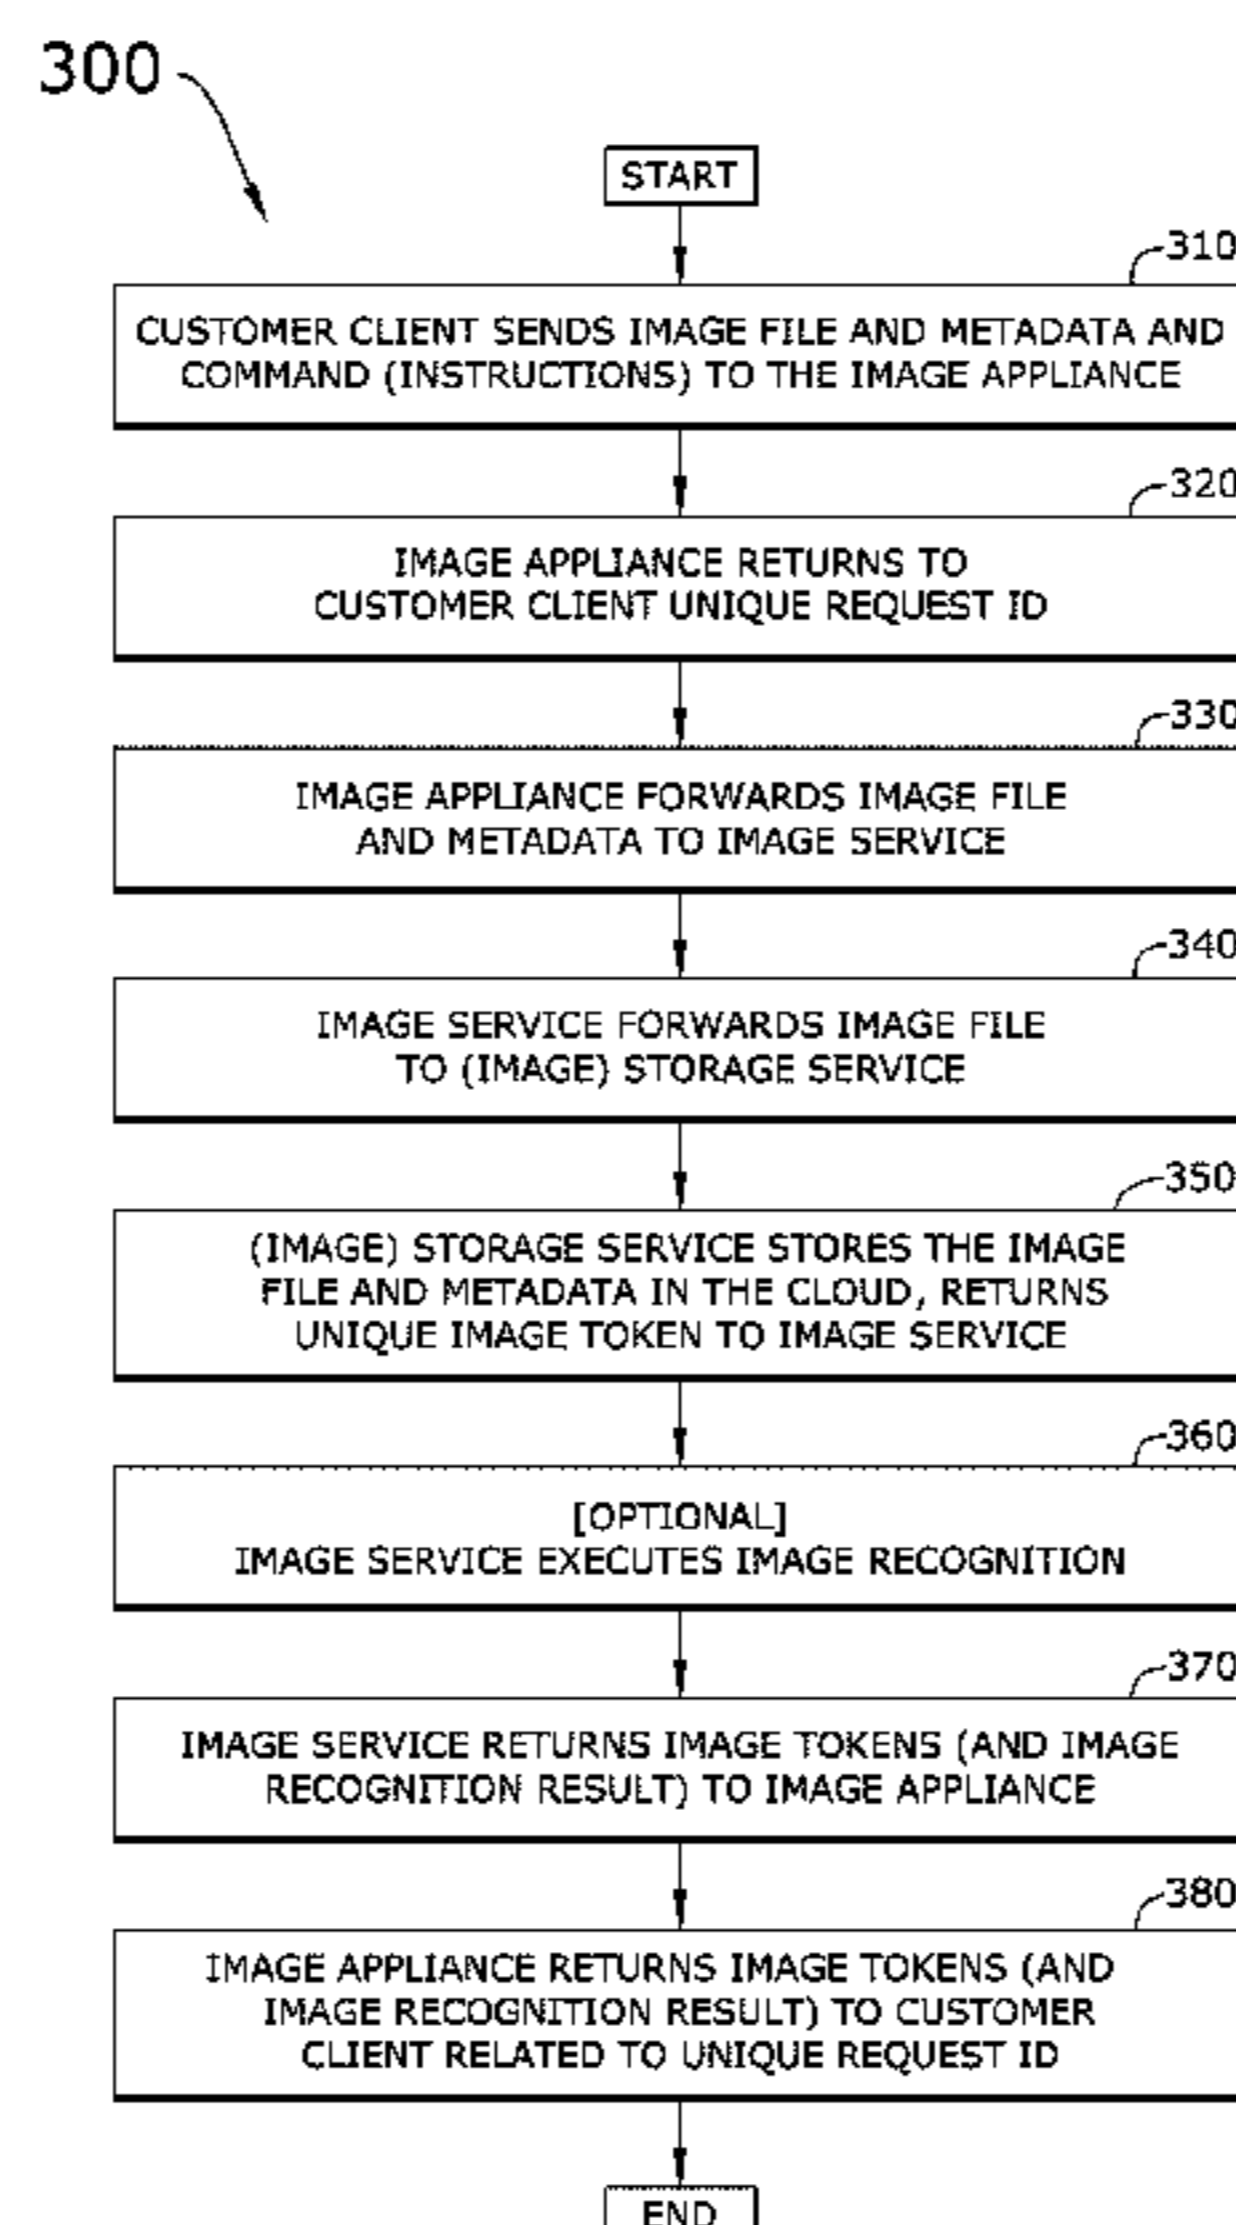 300
START
310
CUSTOMER CLIENT SENDS IMAGE FILE AND METADATA AND
COMMAND (INSTRUCTIONS) TO THE IMAGE APPLIANCE
320
IMAGE APPLIANCE RETURNS TO
CUSTOMER CLIENT UNIQUE REQUEST ID
330
IMAGE APPLIANCE FORWARDS IMAGE FILE
AND METADATA TO IMAGE SERVICE
340
IMAGE SERVICE FORWARDS IMAGE FILE
TO (IMAGE) STORAGE SERVICE
350
(IMAGE) STORAGE SERVICE STORES THE IMAGE
FILE AND METADATA IN THE CLOUD, RETURNS
UNIQUE IMAGE TOKEN TO IMAGE SERVICE
360
[OPTIONAL]
IMAGE SERVICE EXECUTES IMAGE RECOGNITION
370
IMAGE SERVICE RETURNS IMAGE TOKENS (AND IMAGE
RECOGNITION RESULT) TO IMAGE APPLIANCE
380
IMAGE APPLIANCE RETURNS IMAGE TOKENS (AND
IMAGE RECOGNITION RESULT) TO CUSTOMER
CLIENT RELATED TO UNIQUE REQUEST ID
END